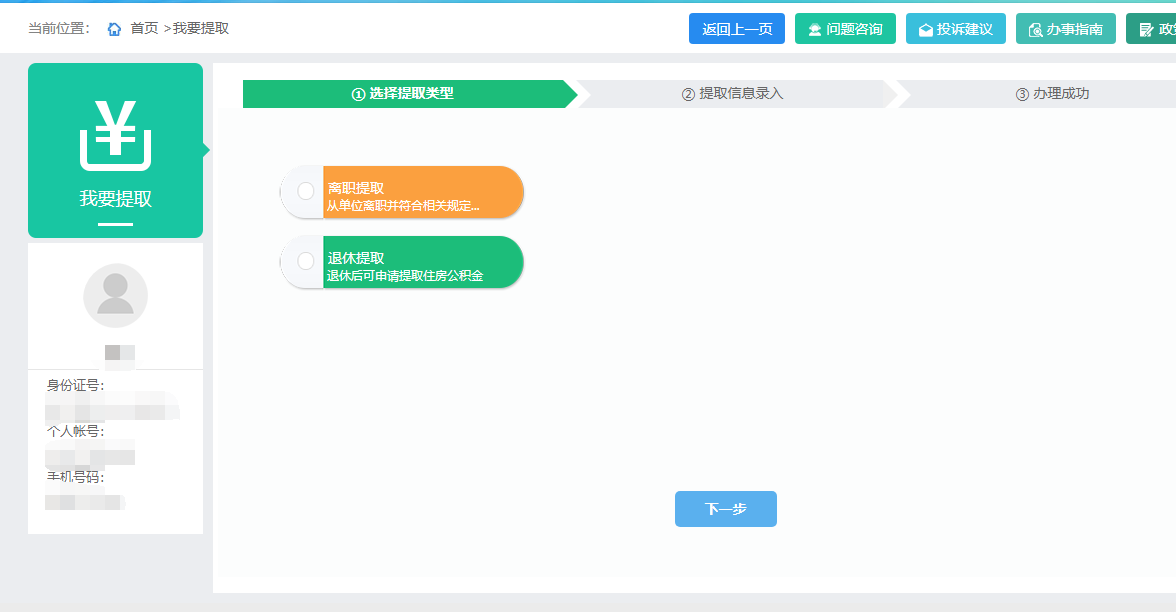 当前位置： 首页 >我要提取
返回上一页 问题咨询 投诉建议 办事指南
我要提取
身份证号:
个人帐号:
手机号码:
① 选择提取类型 ② 提取信息录入 ③ 办理成功
离职提取
从单位离职并符合相关规定...
退休提取
退休后可申请提取住房公积金
下一步